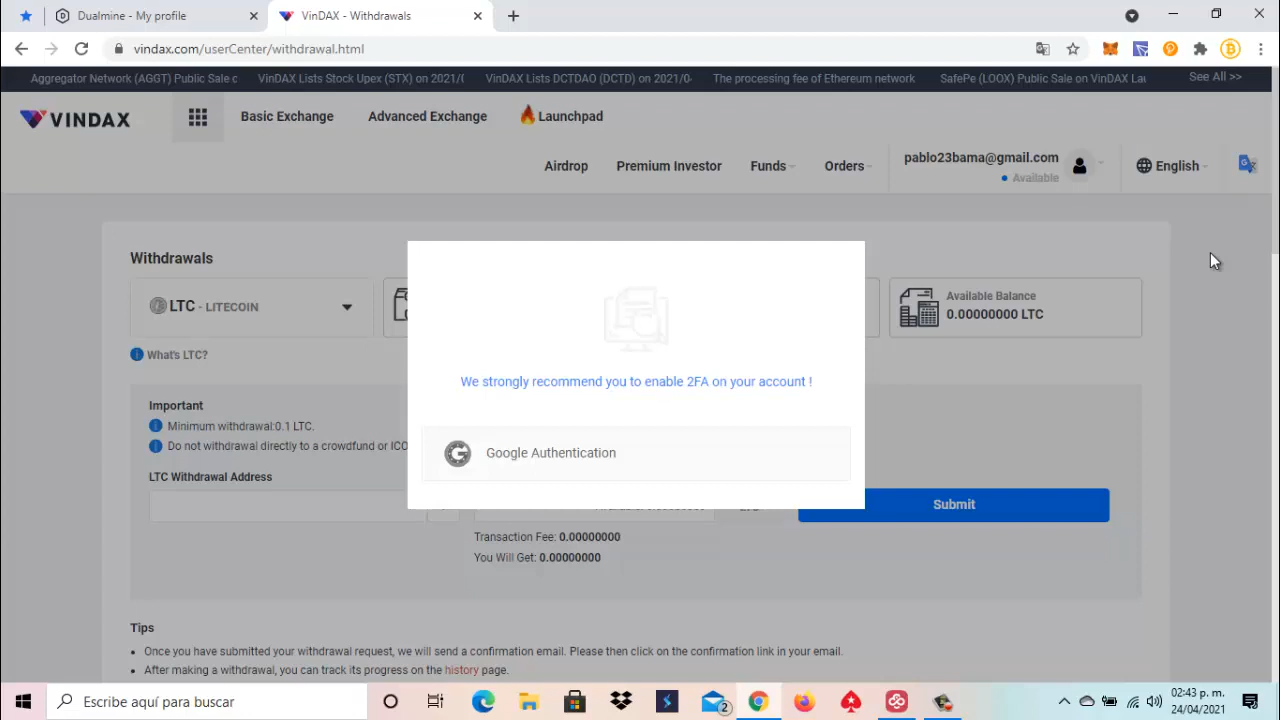 Dualmine - My profile
VinDAX - Withdrawals
vindax.com/userCenter/withdrawal.html
Aggregator Network (AGGT) Public Sale c
VinDAX Lists Stock Upex (STX) on 2021/0
VinDAX Lists DCTDAO (DCTD) on 2021/0
The processing fee of Ethereum network
SafePe (LOOX) Public Sale on VinDAX Lau
See All >>
VINDAX
Basic Exchange
Advanced Exchange
Launchpad
Airdrop
Premium Investor
Funds
Orders
pablo23bama@gmail.com
Available
English
Withdrawals
LTC - LITECOIN
Available Balance
0.00000000 LTC
What's LTC?
We strongly recommend you to enable 2FA on your account !
Google Authentication
Important
Minimum withdrawal:0.1 LTC.
Do not withdrawal directly to a crowdfund or ICO
LTC Withdrawal Address
Submit
Transaction Fee: 0.00000000
You Will Get: 0.00000000
Tips
Once you have submitted your withdrawal request, we will send a confirmation email. Please then click on the confirmation link in your email.
After making a withdrawal, you can track its progress on the history page.
Escribe aquí para buscar
2
02:43 p. m.
24/04/2021